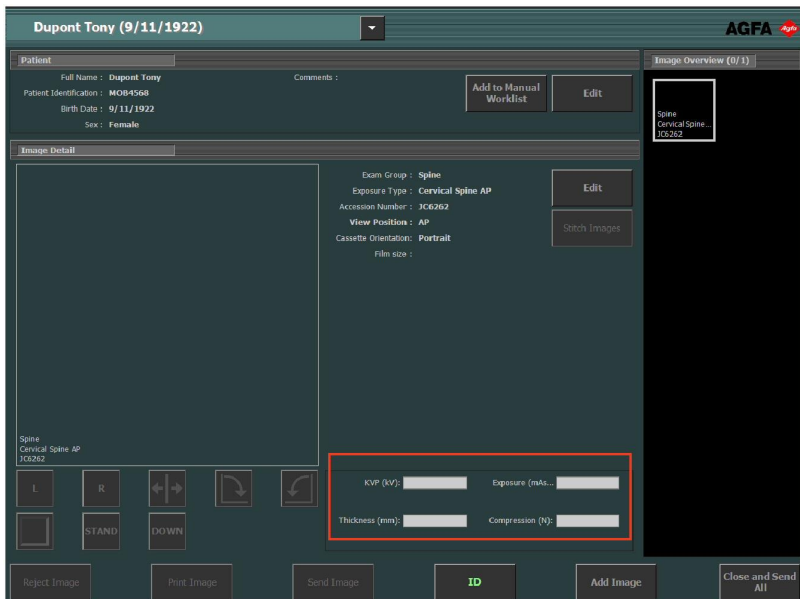 Dupont Tony (9/11/1922)
AGFA
Agfa
Patient
Full Name : Dupont Tony
Patient Identification : MOB4568
Birth Date : 9/11/1922
Sex : Female
Comments :
Add to Manual
Worklist
Edit
Image Overview (0/1)
Spine
Cervical Spine...
JC6262
Image Detail
Spine
Cervical Spine AP
JC6262
Exam Group : Spine
Exposure Type : Cervical Spine AP
Accession Number : JC6262
View Position : AP
Cassette Orientation: Portrait
Film size :
Edit
Stitch Images
L
R
STAND
DOWN
KVP (kV):
Exposure (mAs...
Thickness (mm):
Compression (N):
Reject Image
Print Image
Send Image
ID
Add Image
Close and Send
All